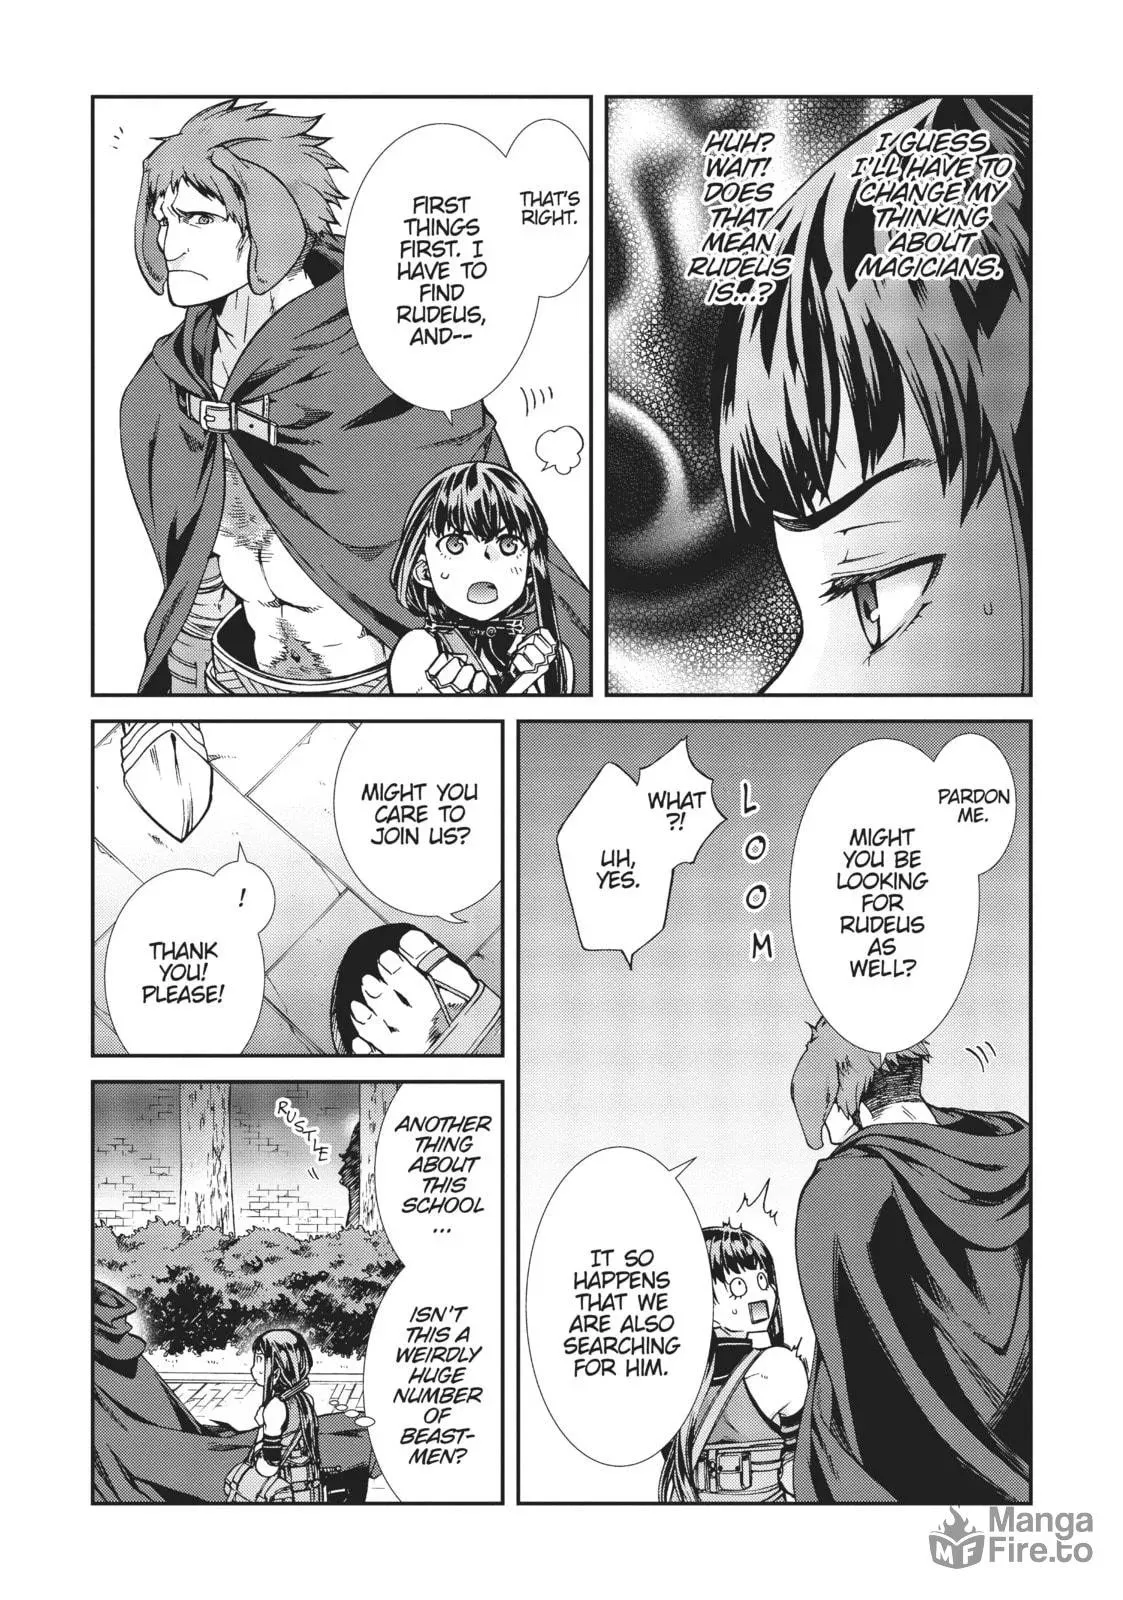 I GUESS
I'LL HAVE TO
CHANGE MY
THINKING
ABOUT
MAGICIANS.
HUH?
WAIT!
DOES
THAT
MEAN
RUDEUS
IS...?
THAT'S
RIGHT.
FIRST
THINGS
FIRST. I
HAVE TO
FIND
RUDEUS,
AND--
PARDON
ME.
MIGHT
YOU BE
LOOKING
FOR
RUDEUS
AS
WELL?
LOOM
WHAT
?!
UH,
YES.
IT SO
HAPPENS
THAT WE
ARE ALSO
SEARCHING
FOR HIM.
MIGHT YOU
CARE TO
JOIN US?
!
THANK
YOU!
PLEASE!
RUSTLE
ANOTHER
THING
ABOUT
THIS
SCHOOL
...
ISN'T
THIS A
WEIRDLY
HUGE
NUMBER
OF
BEAST-
MEN?
MF
Manga
Fire.to